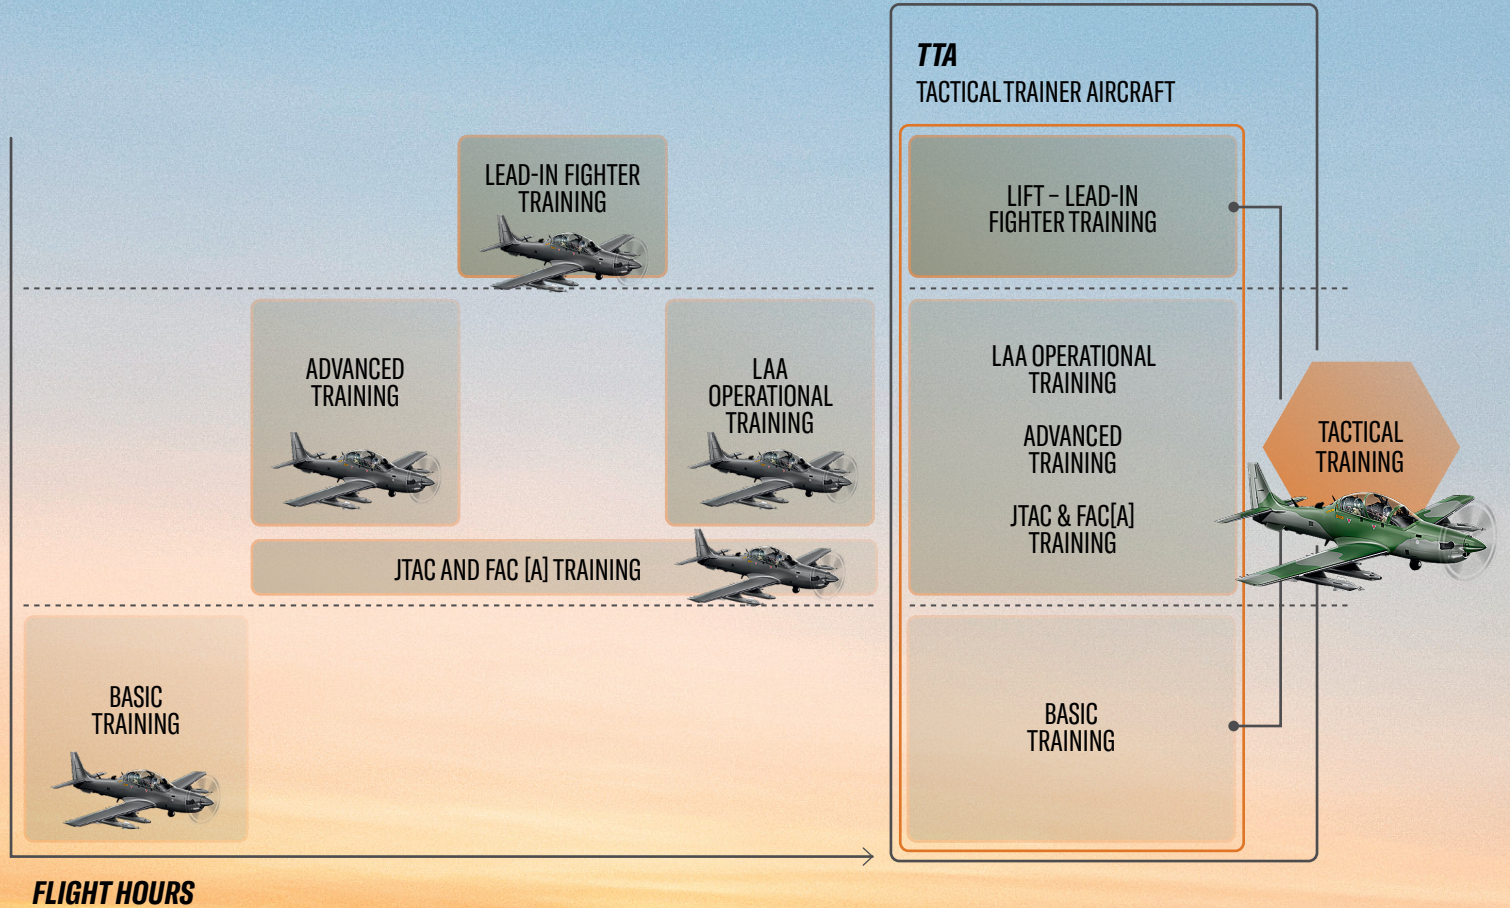 TTA
TACTICAL TRAINER AIRCRAFT
LEAD-IN FIGHTER
TRAINING
ADVANCED
TRAINING
LAA
OPERATIONAL
TRAINING
JTAC AND FAC [A] TRAINING
BASIC
TRAINING
FLIGHT HOURS
LIFT – LEAD-IN
FIGHTER TRAINING
LAA OPERATIONAL
TRAINING
ADVANCED
TRAINING
JTAC & FAC[A]
TRAINING
BASIC
TRAINING
TACTICAL
TRAINING